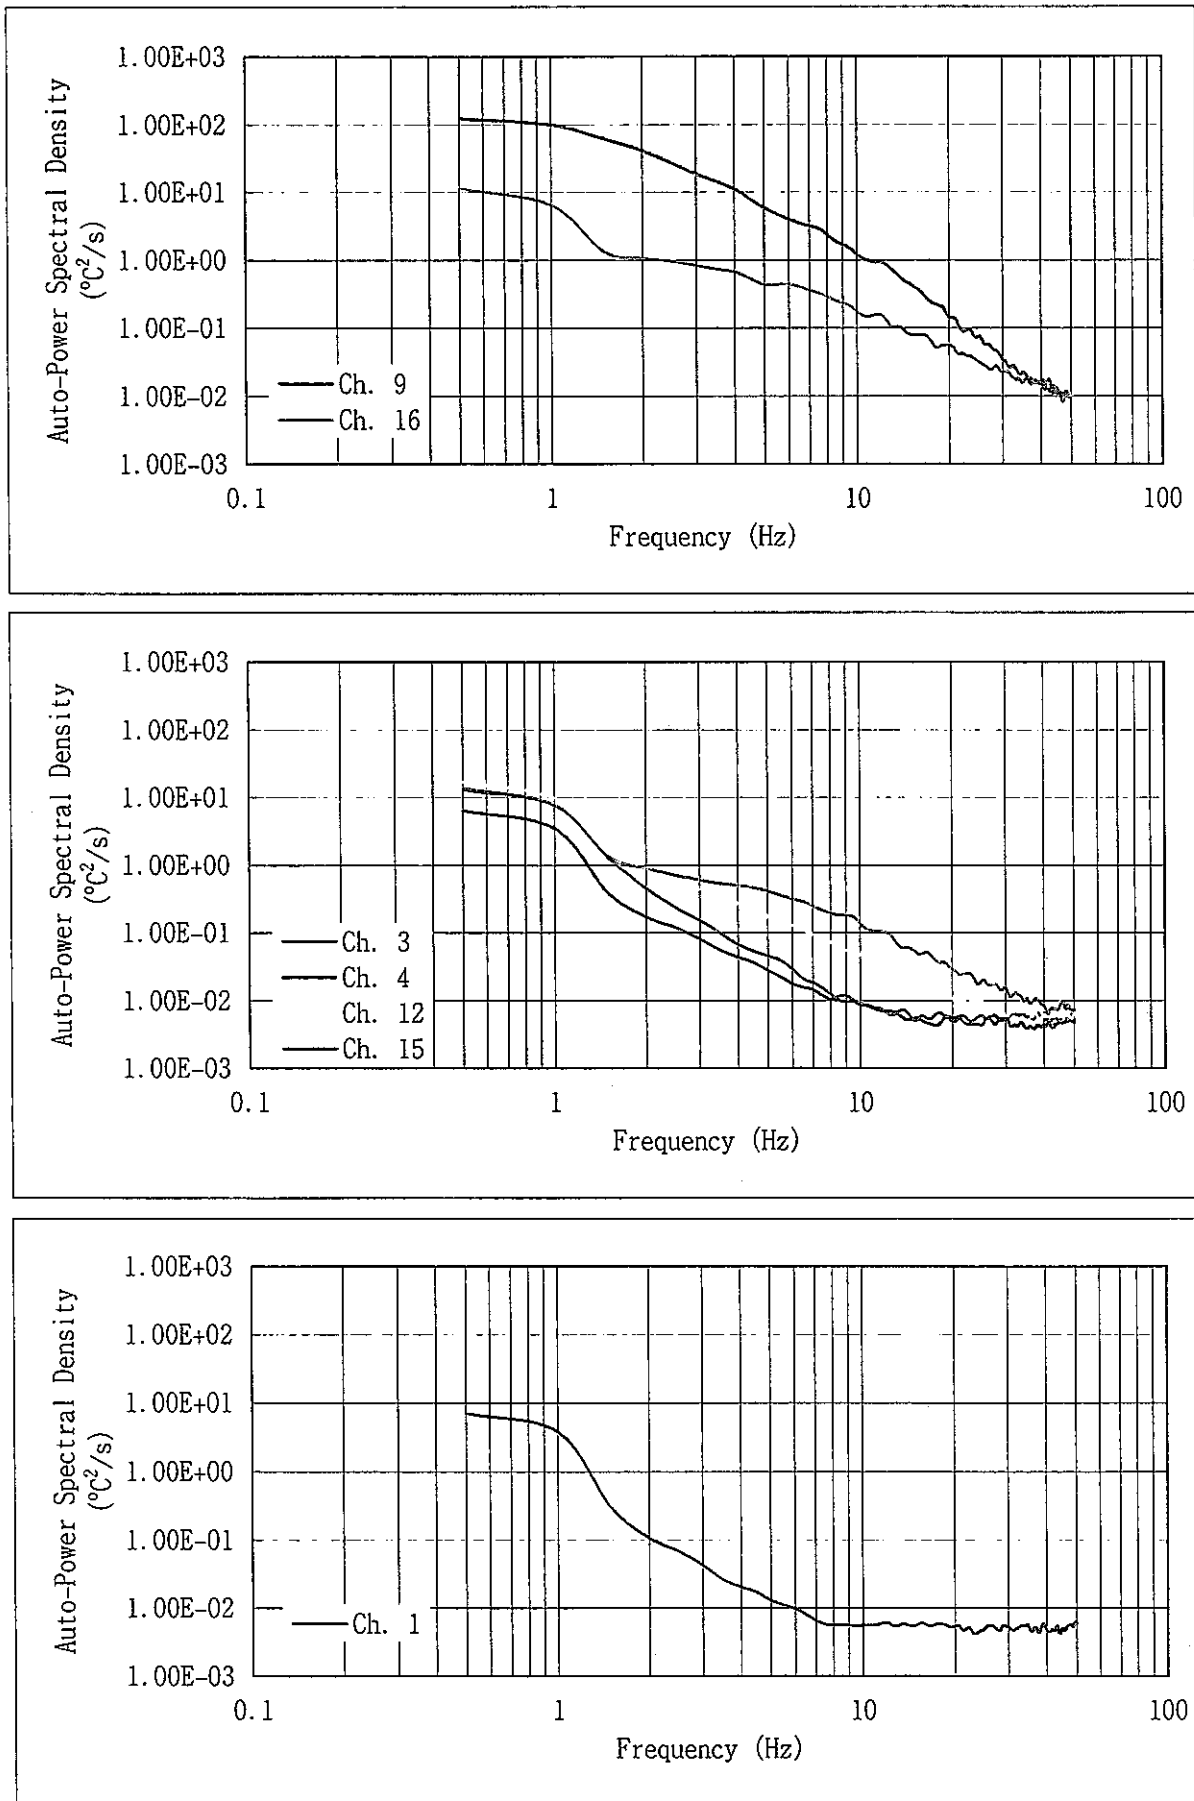 Auto-Power Spectral Density
(°C²/s)
1.00E+03
1.00E+02
1.00E+01
1.00E+00
1.00E-01
1.00E-02
1.00E-03
Ch. 9
Ch. 16
0.1 1 10 100
Frequency (Hz)
Auto-Power Spectral Density
(°C²/s)
1.00E+03
1.00E+02
1.00E+01
1.00E+00
1.00E-01
1.00E-02
1.00E-03
Ch. 3
Ch. 4
Ch. 12
Ch. 15
0.1 1 10 100
Frequency (Hz)
Auto-Power Spectral Density
(°C²/s)
1.00E+03
1.00E+02
1.00E+01
1.00E+00
1.00E-01
1.00E-02
1.00E-03
Ch. 1
0.1 1 10 100
Frequency (Hz)